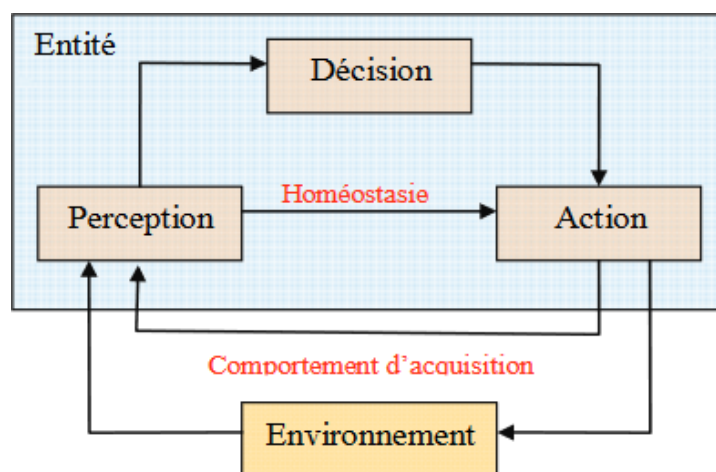 Entité
Décision
Homéostasie
Perception
Action
Comportement d'acquisition
Environnement